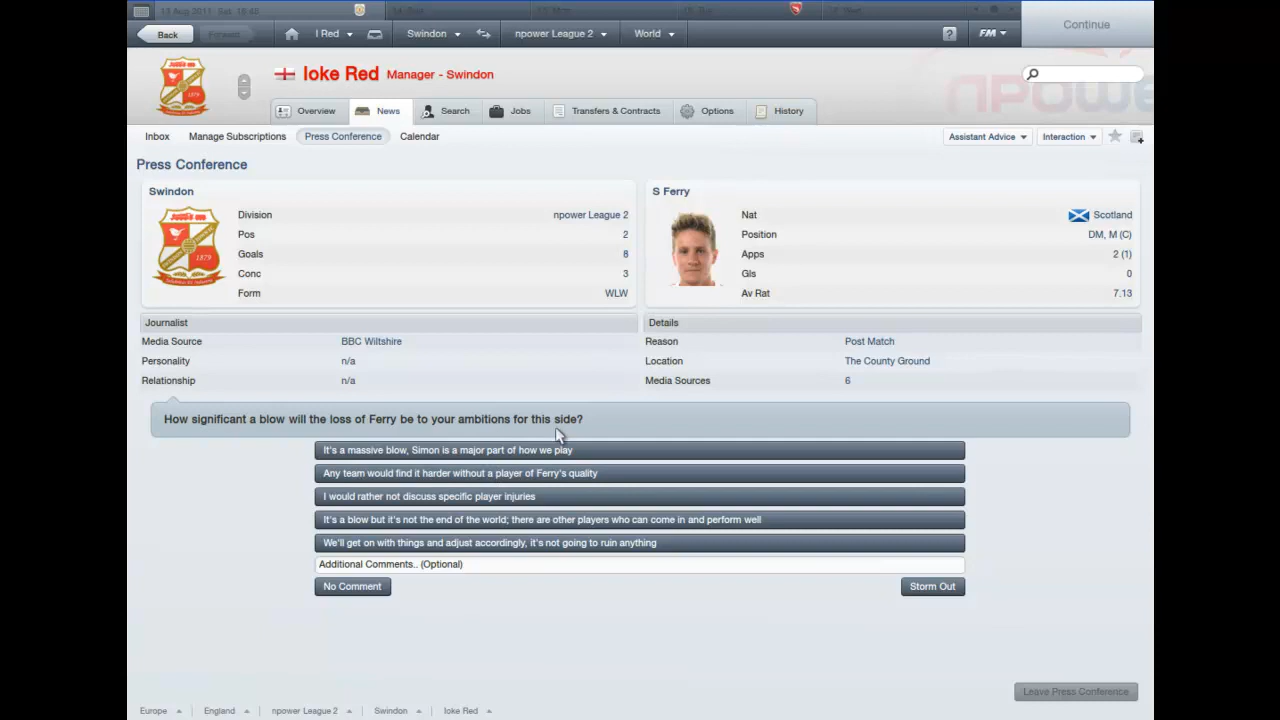 13 Aug 2011 Sat 16:46
Back
I Red
Swindon
npower League 2
World
?
FM
Continue
1879
Ioke Red Manager - Swindon
Overview
News
Search
Jobs
Transfers & Contracts
Options
History
Inbox
Manage Subscriptions
Press Conference
Calendar
Assistant Advice
Interaction
Press Conference
Swindon
1879
Division npower League 2
Pos 2
Goals 8
Conc 3
Form WLW
S Ferry
Nat Scotland
Position DM, M (C)
Apps 2 (1)
Gls 0
Av Rat 7.13
Journalist
Media Source BBC Wiltshire
Personality n/a
Relationship n/a
Details
Reason Post Match
Location The County Ground
Media Sources 6
How significant a blow will the loss of Ferry be to your ambitions for this side?
It's a massive blow, Simon is a major part of how we play
Any team would find it harder without a player of Ferry's quality
I would rather not discuss specific player injuries
It's a blow but it's not the end of the world; there are other players who can come in and perform well
We'll get on with things and adjust accordingly, it's not going to ruin anything
Additional Comments.. (Optional)
No Comment
Storm Out
Leave Press Conference
Europe
England
npower League 2
Swindon
Ioke Red